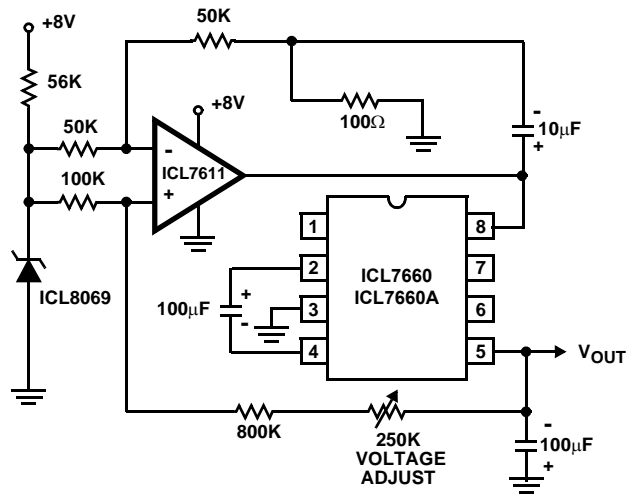 +8V
50K
56K
+8V
50K
-
ICL7611
100Ω
-
10μF
+
100K
+
1
8
ICL7660
ICL7660A
2
7
ICL8069
100μF
+
-
3
6
4
5
VOUT
800K
250K
VOLTAGE
ADJUST
-
100μF
+